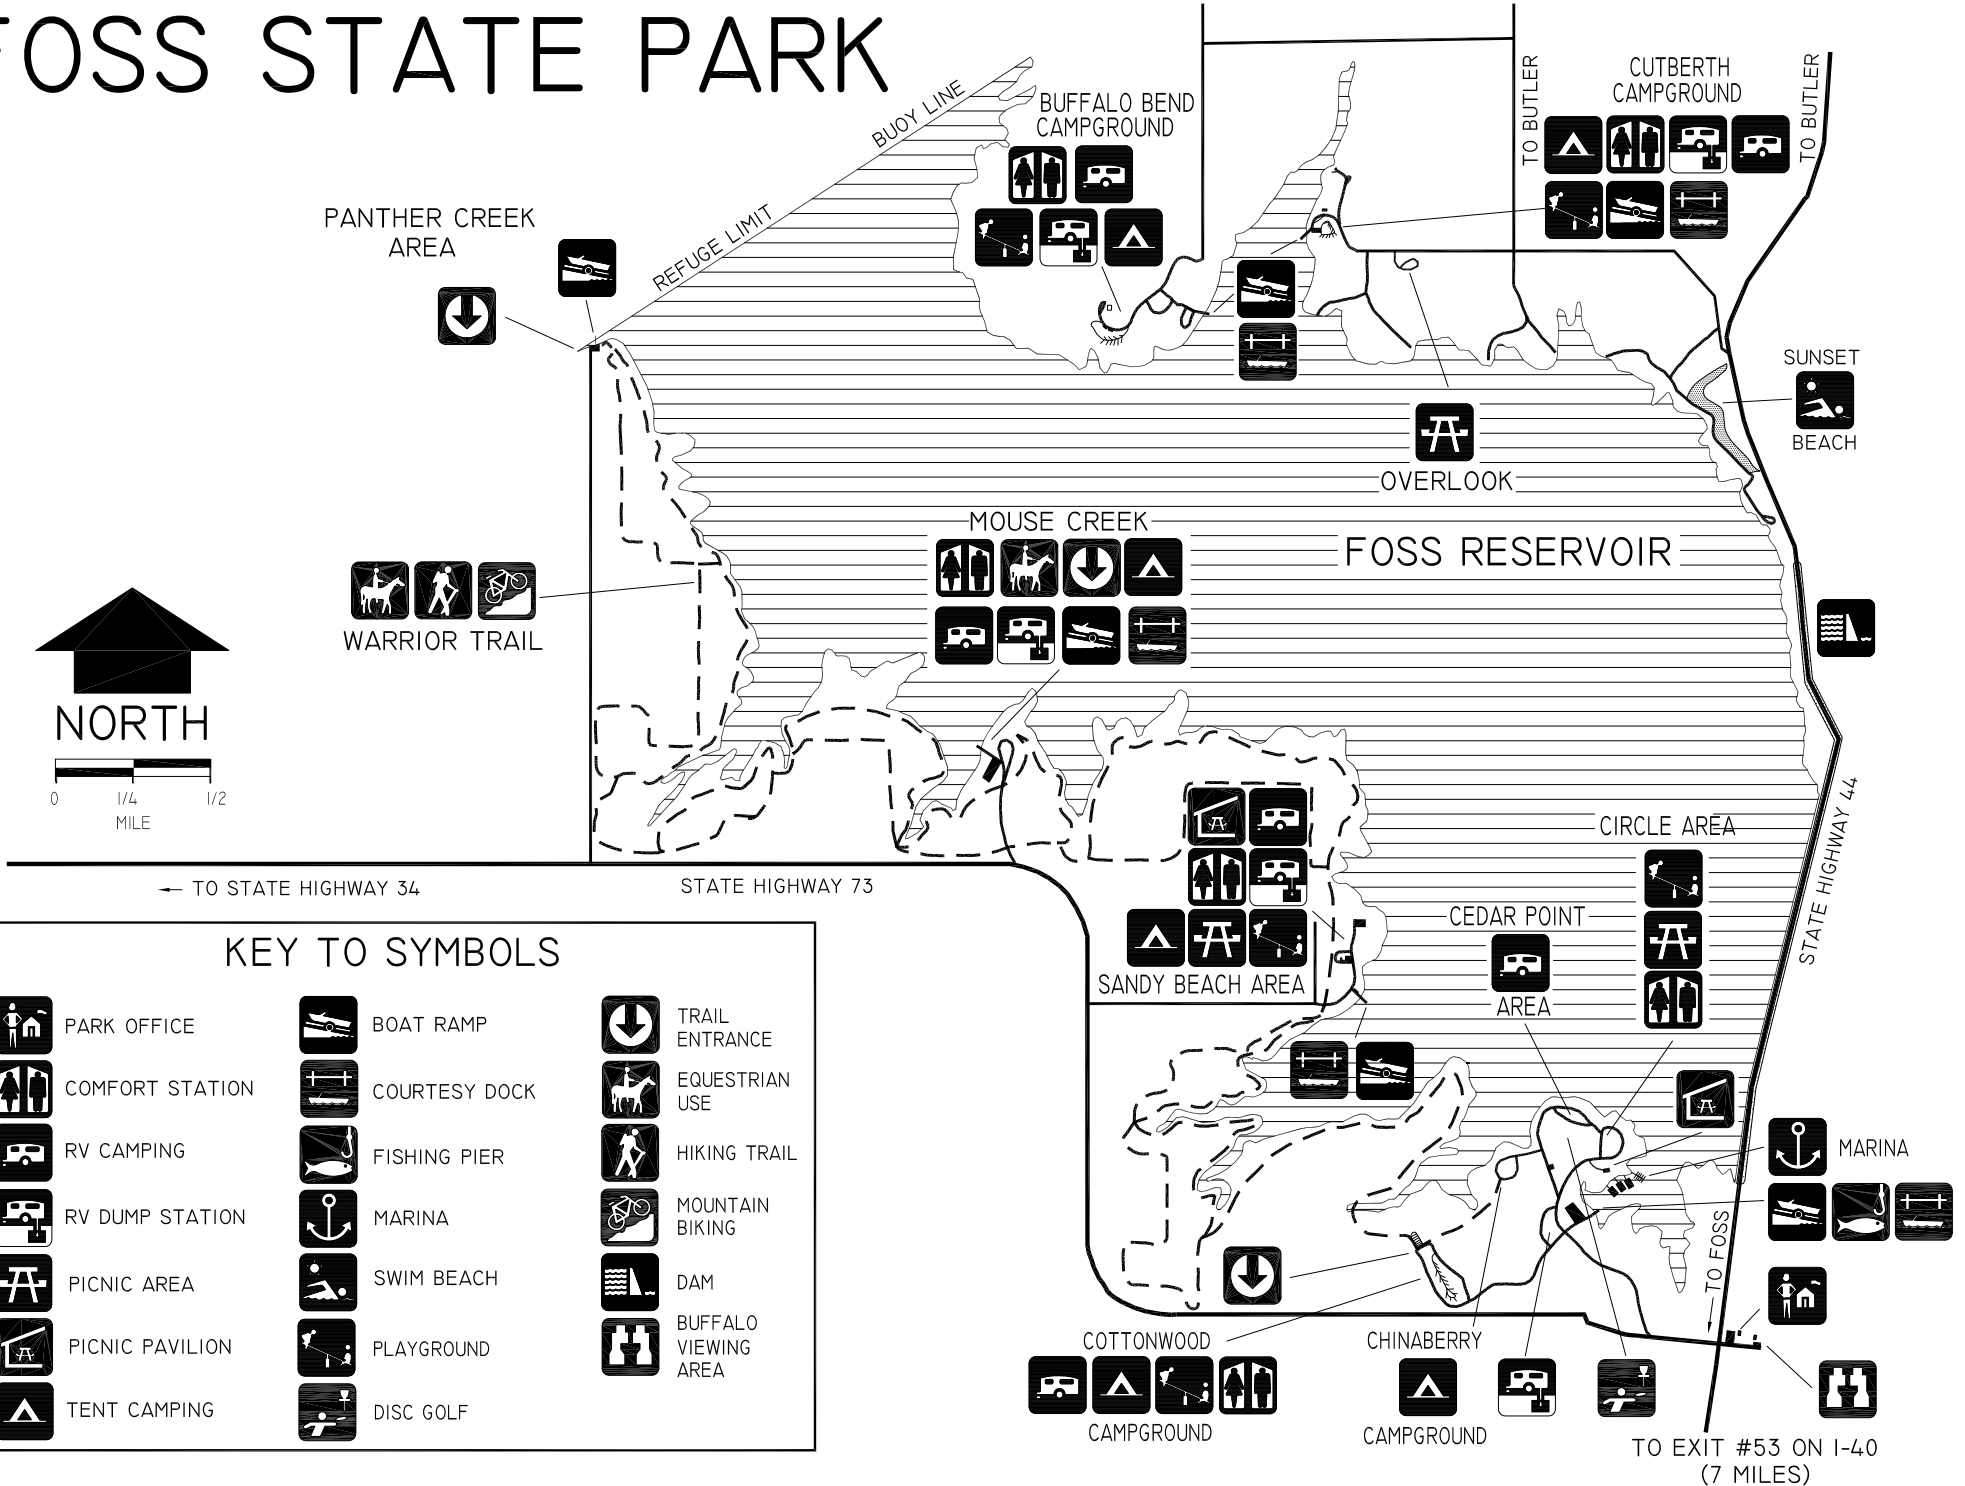 FOSS STATE PARK
BUOY LINE
REFUGE LIMIT
BUFFALO BEND
CAMPGROUND
TO BUTLER
CUTBERTH
CAMPGROUND
TO BUTLER
PANTHER CREEK
AREA
SUNSET
BEACH
OVERLOOK
MOUSE CREEK
FOSS RESERVOIR
WARRIOR TRAIL
NORTH
0 1/4 1/2
MILE
CIRCLE AREA
STATE HIGHWAY 44
← TO STATE HIGHWAY 34
STATE HIGHWAY 73
CEDAR POINT
AREA
SANDY BEACH AREA
KEY TO SYMBOLS
PARK OFFICE
COMFORT STATION
RV CAMPING
RV DUMP STATION
PICNIC AREA
PICNIC PAVILION
TENT CAMPING
BOAT RAMP
COURTESY DOCK
FISHING PIER
MARINA
SWIM BEACH
PLAYGROUND
DISC GOLF
TRAIL
ENTRANCE
EQUESTRIAN
USE
HIKING TRAIL
MOUNTAIN
BIKING
DAM
BUFFALO
VIEWING
AREA
MARINA
← TO FOSS
COTTONWOOD
CAMPGROUND
CHINABERRY
CAMPGROUND
TO EXIT #53 ON I-40
(7 MILES)